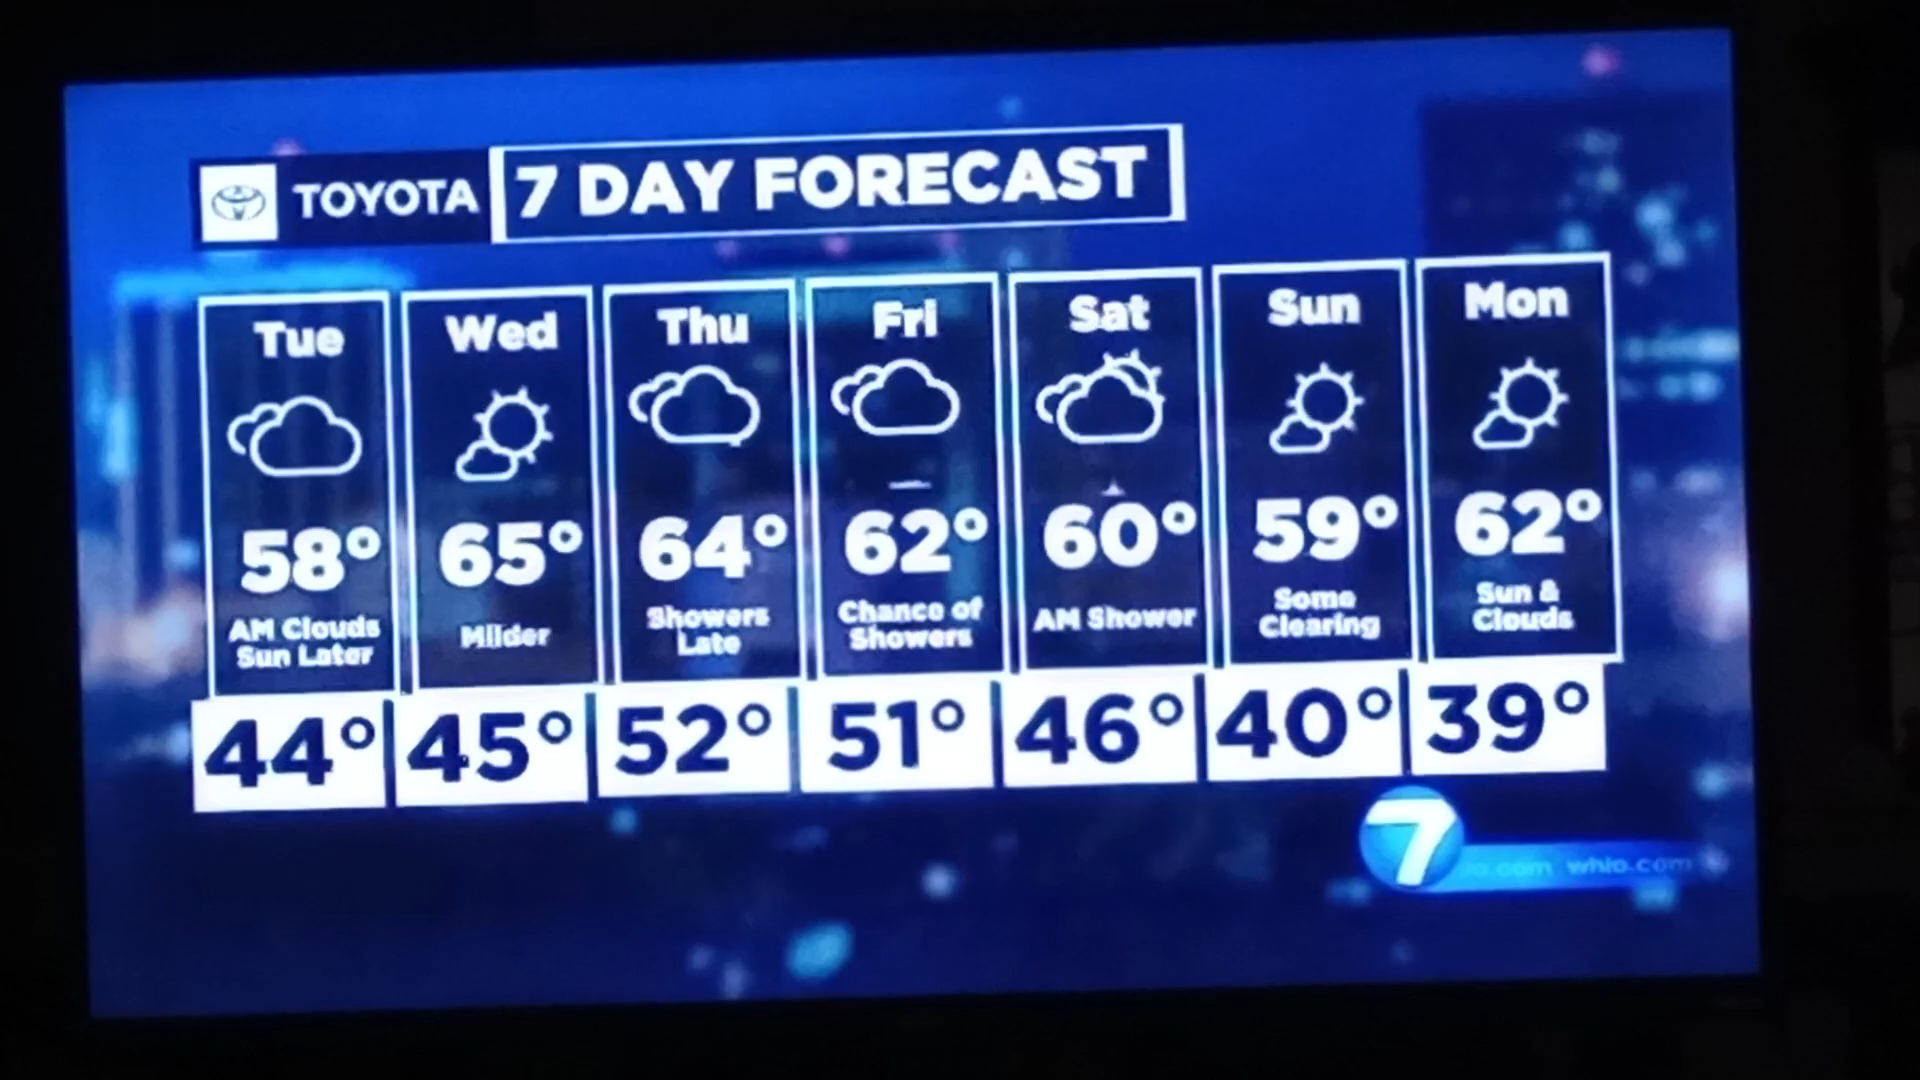 TOYOTA 7 DAY FORECAST
Tue Wed Thu Fri Sat Sun Mon
58° 65° 64° 62° 60° 59° 62°
AM Clouds
Sun Later
Milder
Showers
Late
Chance of
Showers
AM Shower
Some
Clearing
Sun &
Clouds
44° 45° 52° 51° 46° 40° 39°
7
whio.com